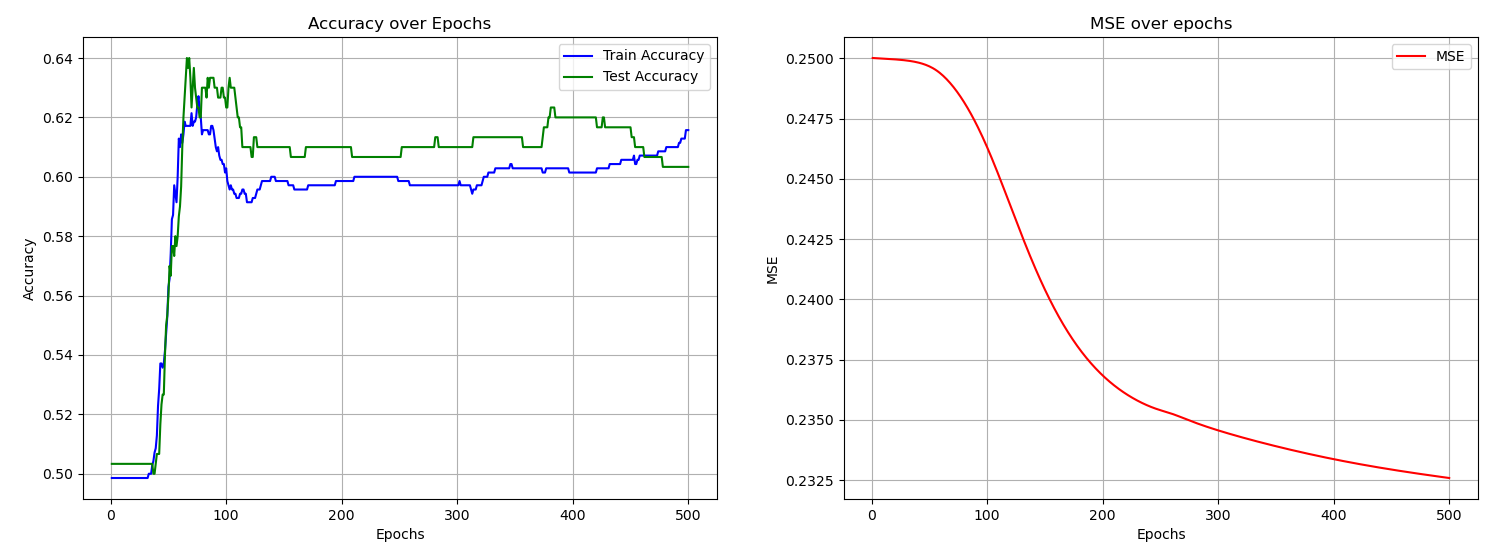 Accuracy over Epochs
Train Accuracy
Test Accuracy
0.64
0.62
0.60
0.58
0.56
0.54
0.52
0.50
Accuracy
0 100 200 300 400 500
Epochs
MSE over epochs
MSE
0.2500
0.2475
0.2450
0.2425
0.2400
0.2375
0.2350
0.2325
MSE
0 100 200 300 400 500
Epochs